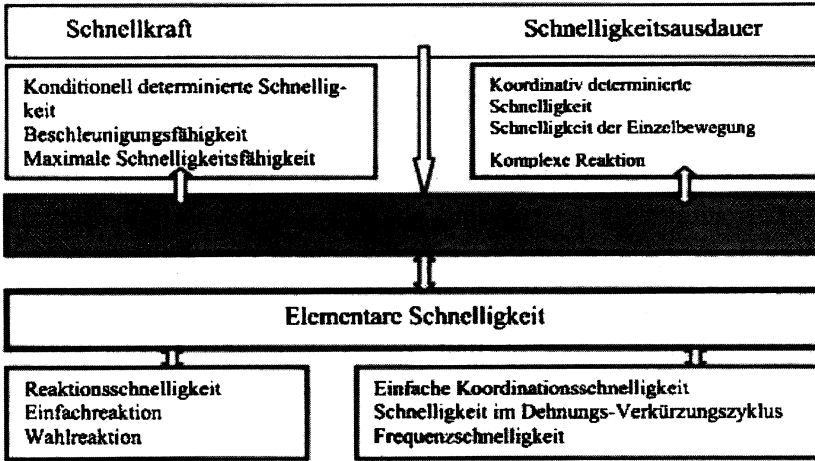 Schnellkraft Schnelligkeitsausdauer
Konditionell determinierte Schnellig-
keit
Beschleunigungsfähigkeit
Maximale Schnelligkeitsfähigkeit
Koordinativ determinierte
Schnelligkeit
Schnelligkeit der Einzelbewegung
Komplexe Reaktion
Elementare Schnelligkeit
Reaktionsschnelligkeit
Einfachreaktion
Wahlreaktion
Einfache Koordinationsschnelligkeit
Schnelligkeit im Dehnungs-Verkürzungszyklus
Frequenzschnelligkeit